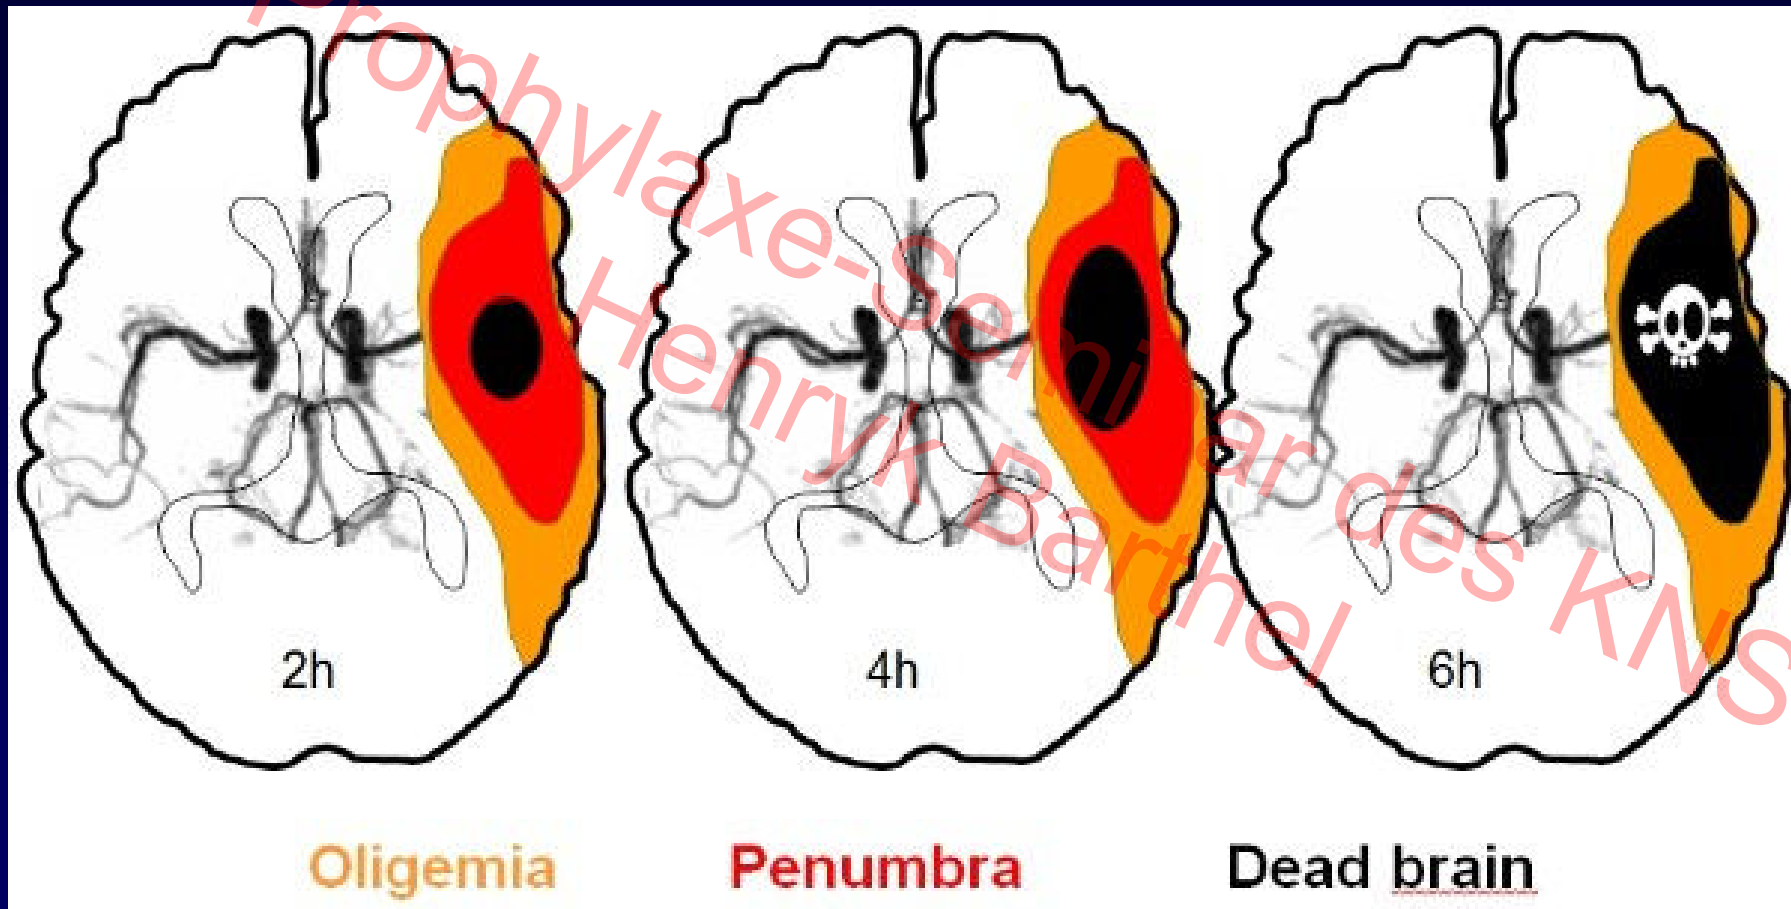 Prophylaxe-Seminar des KNS
Henryk Barthel
2h
4h
6h
Oligemia
Penumbra
Dead brain